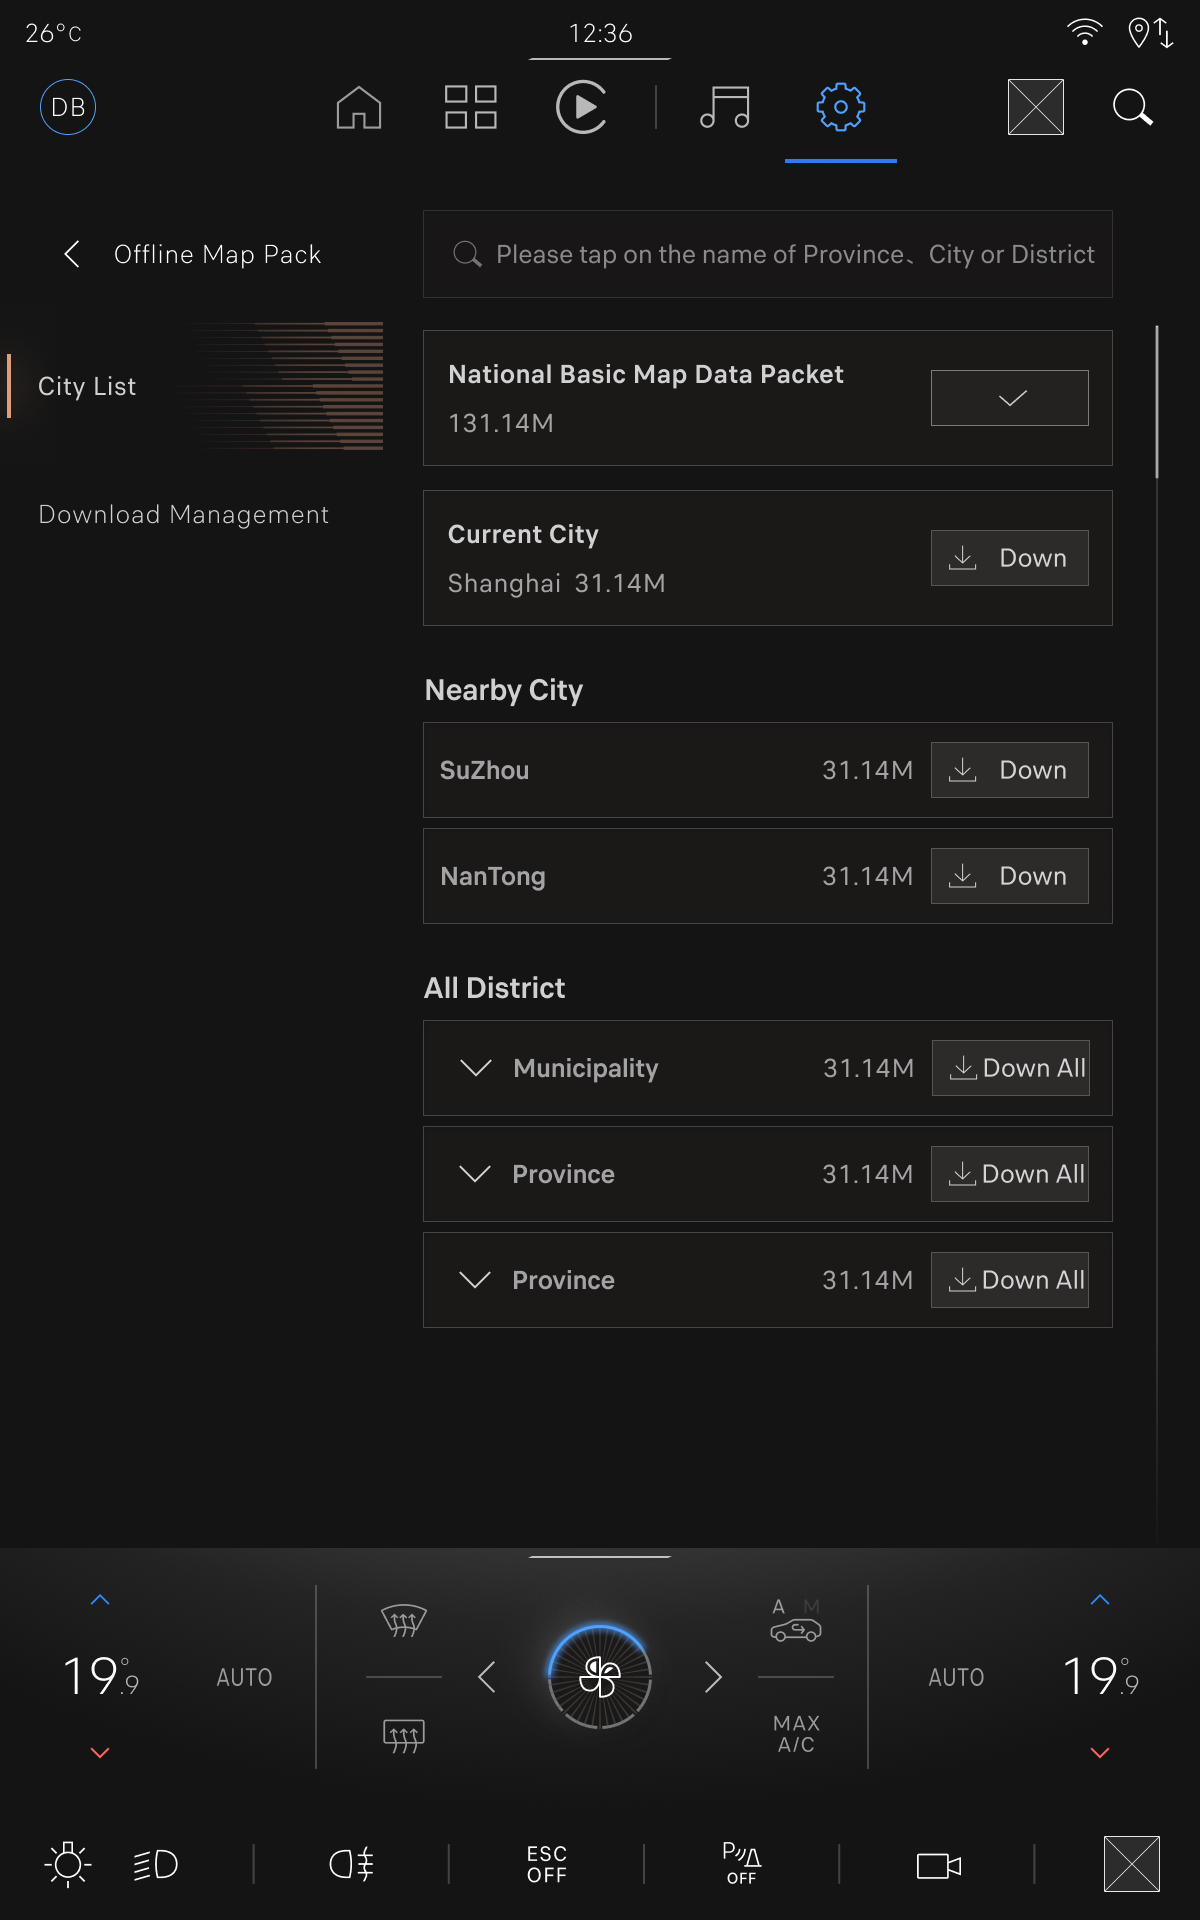 26°C
12:36
DB
Offline Map Pack
Please tap on the name of Province、City or District
City List
National Basic Map Data Packet
131.14M
Download Management
Current City
Shanghai 31.14M
Down
Nearby City
SuZhou 31.14M Down
NanTong 31.14M Down
All District
Municipality 31.14M Down All
Province 31.14M Down All
Province 31.14M Down All
A M
19°.9 AUTO
AUTO 19°.9
MAX
A/C
ESC
OFF
P
OFF